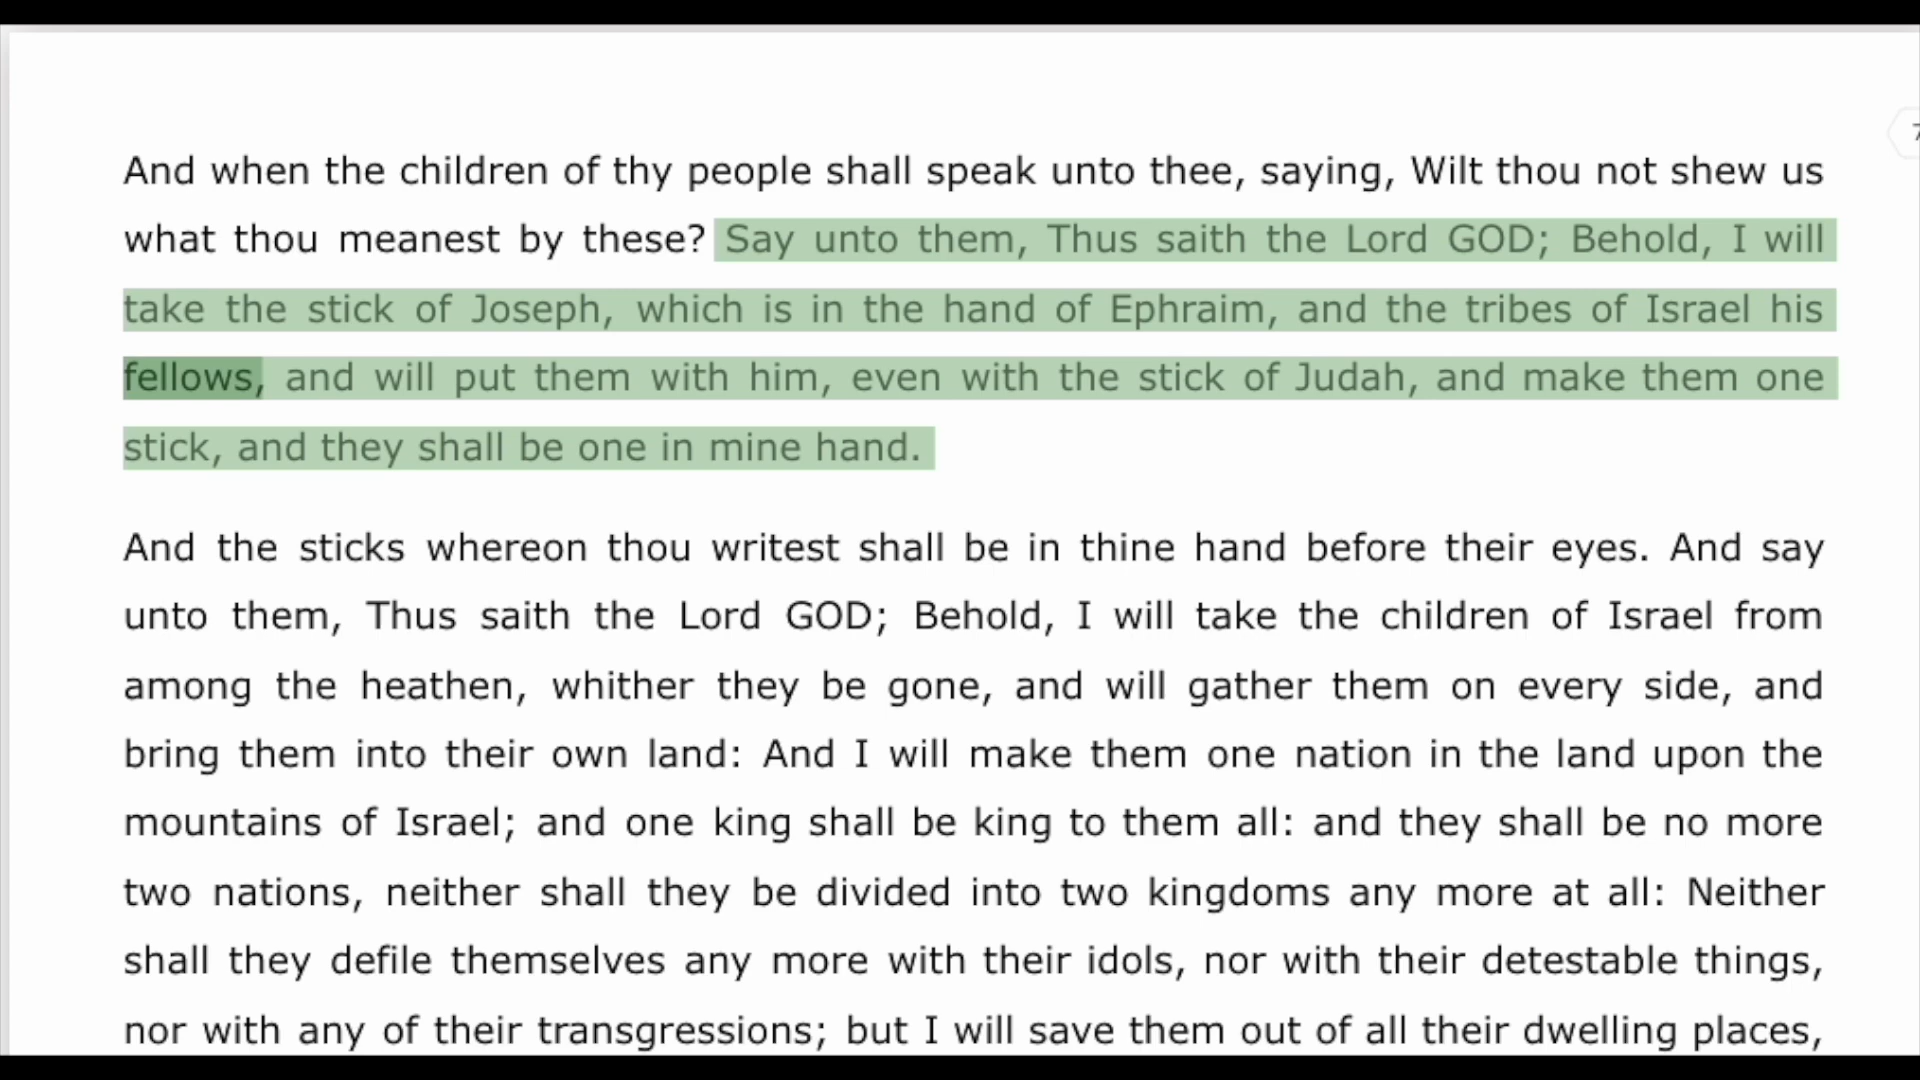 And when the children of thy people shall speak unto thee, saying, Wilt thou not shew us
what thou meanest by these? Say unto them, Thus saith the Lord GOD; Behold, I will
take the stick of Joseph, which is in the hand of Ephraim, and the tribes of Israel his
fellows, and will put them with him, even with the stick of Judah, and make them one
stick, and they shall be one in mine hand.
And the sticks whereon thou writest shall be in thine hand before their eyes. And say
unto them, Thus saith the Lord GOD; Behold, I will take the children of Israel from
among the heathen, whither they be gone, and will gather them on every side, and
bring them into their own land: And I will make them one nation in the land upon the
mountains of Israel; and one king shall be king to them all: and they shall be no more
two nations, neither shall they be divided into two kingdoms any more at all: Neither
shall they defile themselves any more with their idols, nor with their detestable things,
nor with any of their transgressions; but I will save them out of all their dwelling places,